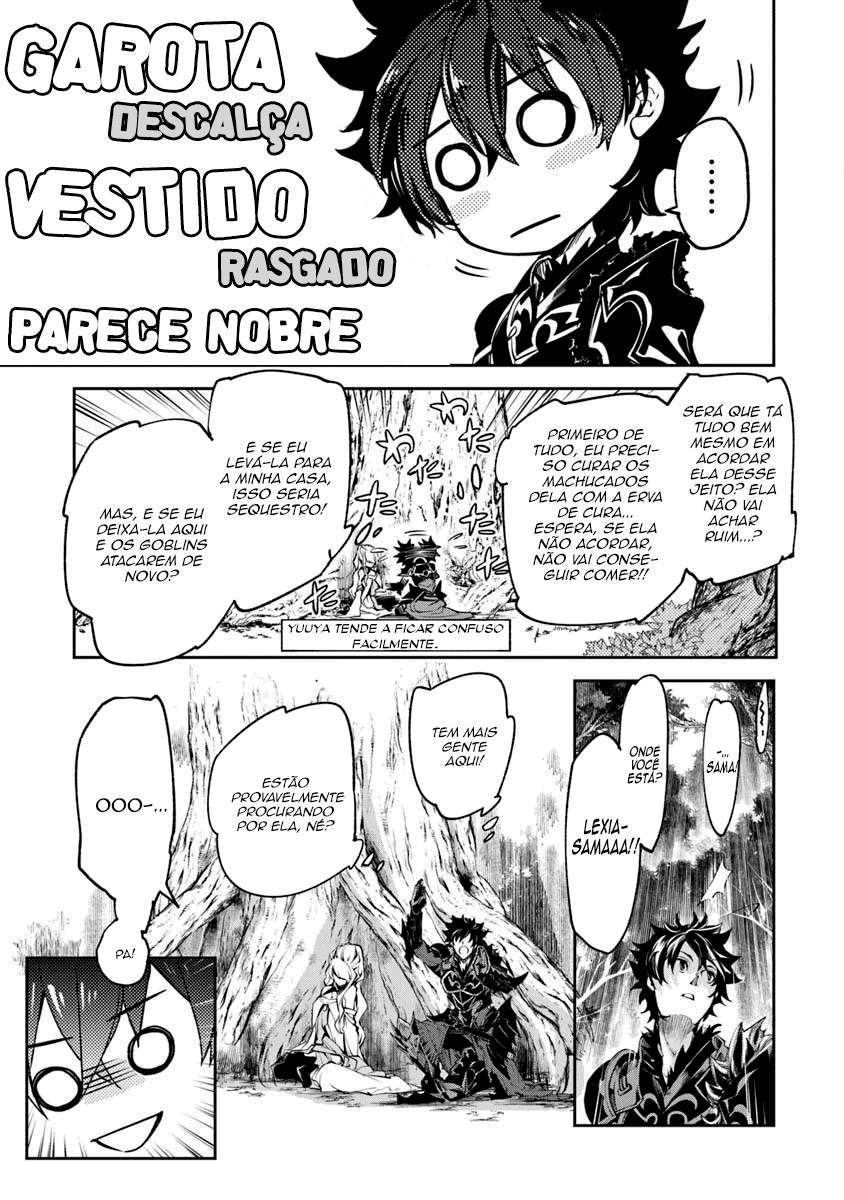 GAROTA
DESCALÇA
VESTIDO
RASGADO
PARECE NOBRE
......
SERÁ QUE TÁ
TUDO BEM
MESMO EM
ACORDAR
ELA DESSE
JEITO? ELA
NÃO VAI
ACHAR
RUIM....?
PRIMEIRO DE
TUDO, EU PRECI-
SO CURAR OS
MACHUCADOS
DELA COM A ERVA
DE CURA...
ESPERA, SE ELA
NÃO ACORDAR,
NÃO VAI CONSE-
GUIR COMER!!
E SE EU
LEVÁ-LA PARA
A MINHA CASA,
ISSO SERIA
SEQUESTRO!
MAS, E SE EU
DEIXÁ-LA AQUI
E OS GOBLINS
ATACAREM DE
NOVO?
YUUYA TENDE A FICAR CONFUSO
FACILMENTE.
-...
SAMA!
ONDE
VOCÊ
ESTÁ?
LEXIA-
SAMAAA!!
TEM MAIS
GENTE
AQUI!
ESTÃO
PROVAVELMENTE
PROCURANDO
POR ELA, NÉ?
OOO-...
PA!